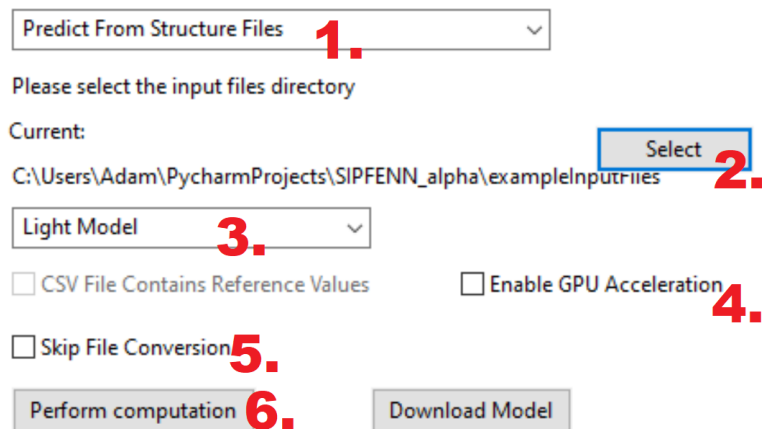 Predict From Structure Files 1.
Please select the input files directory
Current:
Select 2.
C:\Users\Adam\PycharmProjects\SIPFENN_alpha\exampleInputFiles
Light Model 3.
CSV File Contains Reference Values Enable GPU Acceleration 4.
Skip File Conversion 5.
Perform computation 6. Download Model